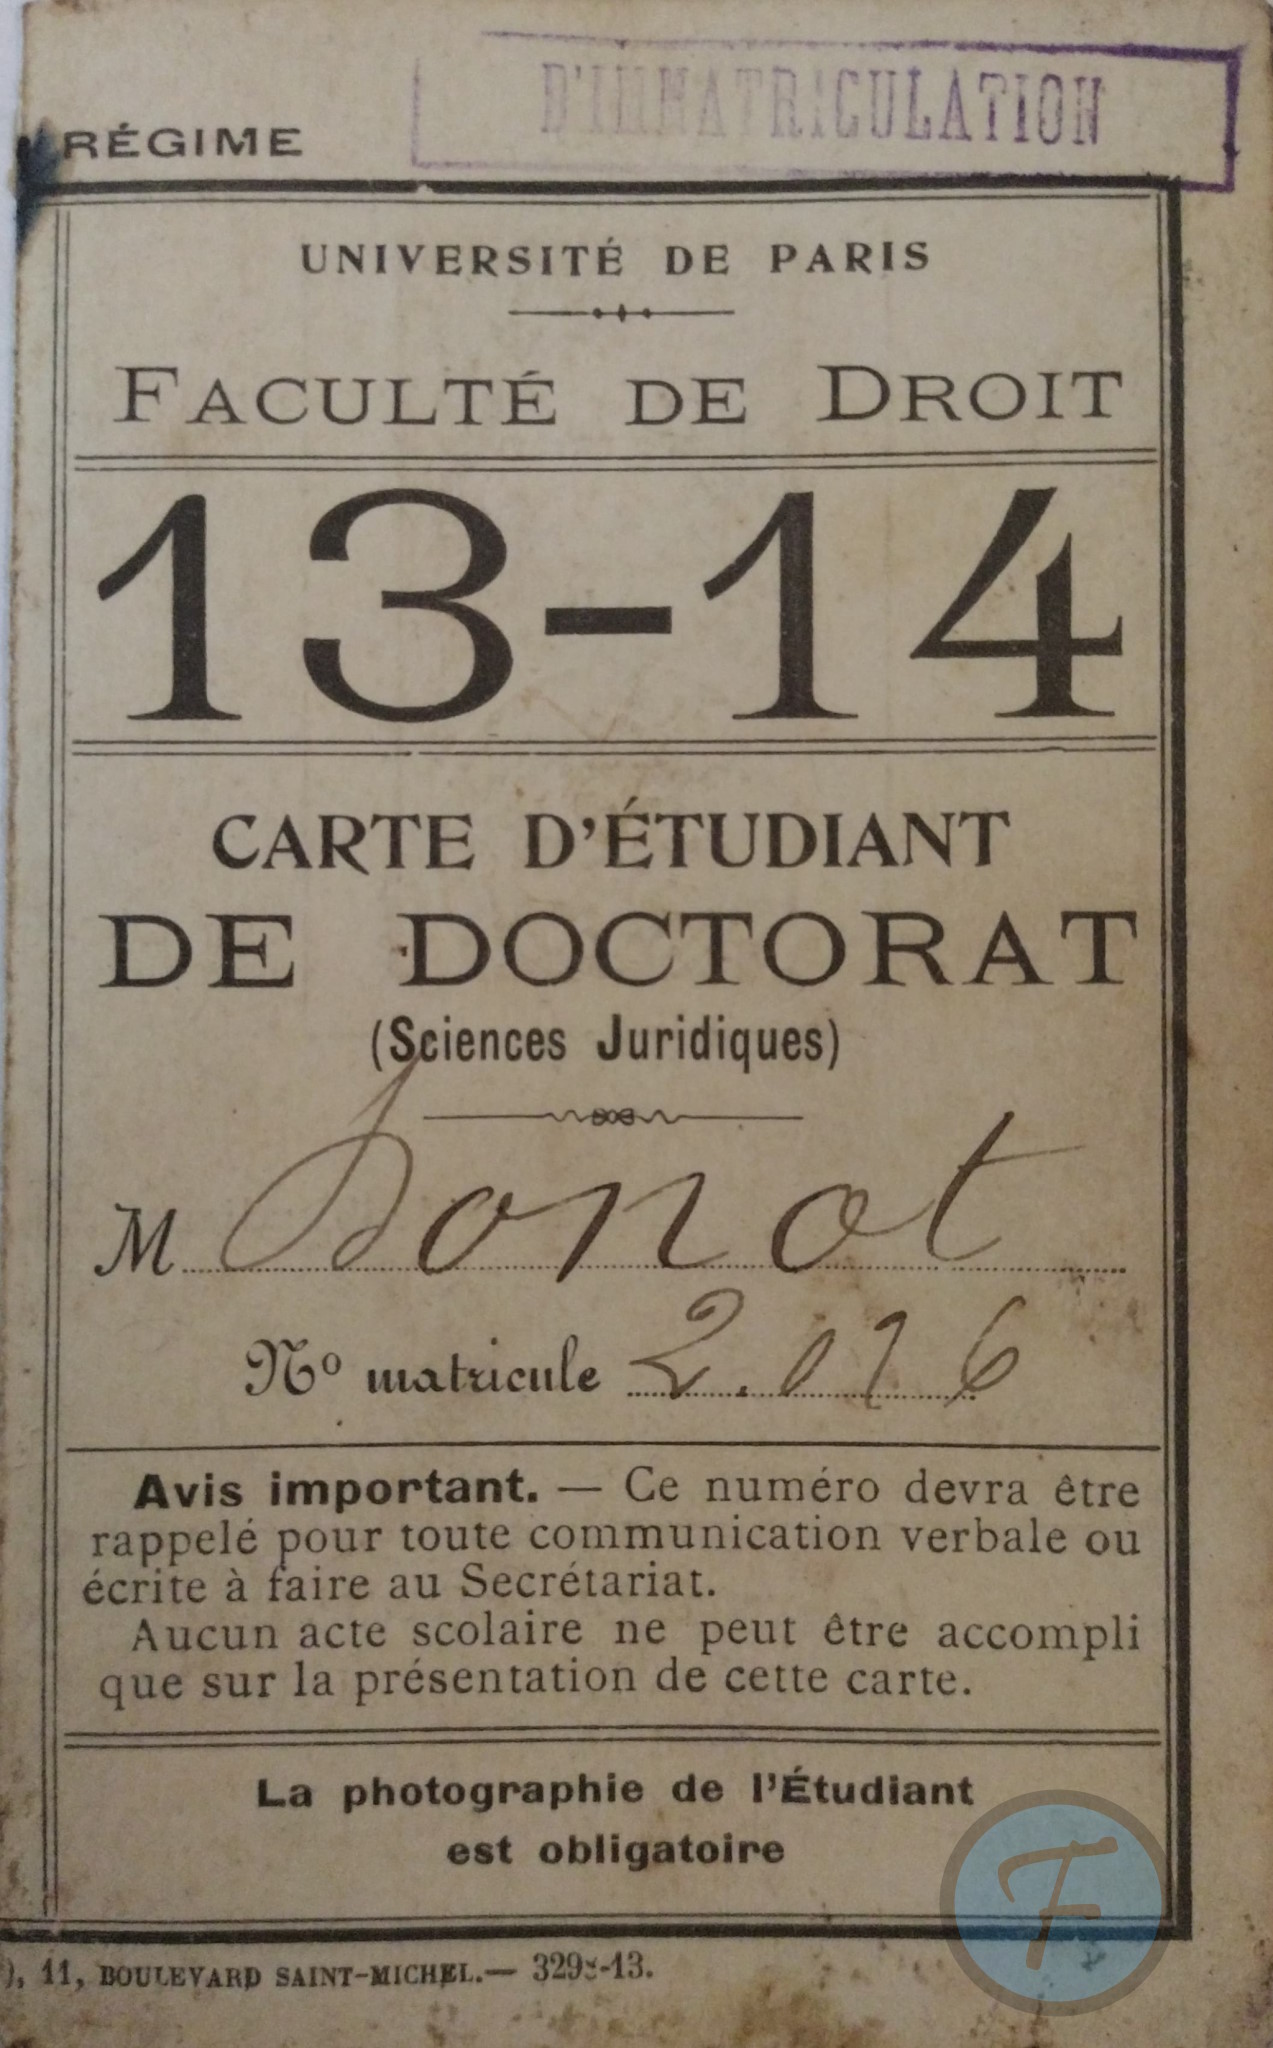 D'IMMATRICULATION
RÉGIME
UNIVERSITÉ DE PARIS
FACULTÉ DE DROIT
13-14
CARTE D'ÉTUDIANT
DE DOCTORAT
(Sciences Juridiques)
M Sonot
No matricule 2.
Avis important. — Ce numéro devra être
rappelé pour toute communication verbale ou
écrite à faire au Secrétariat.
Aucun acte scolaire ne peut être accompli
que sur la présentation de cette carte.
La photographie de l'Étudiant
est obligatoire
F
), 11, BOULEVARD SAINT-MICHEL.—